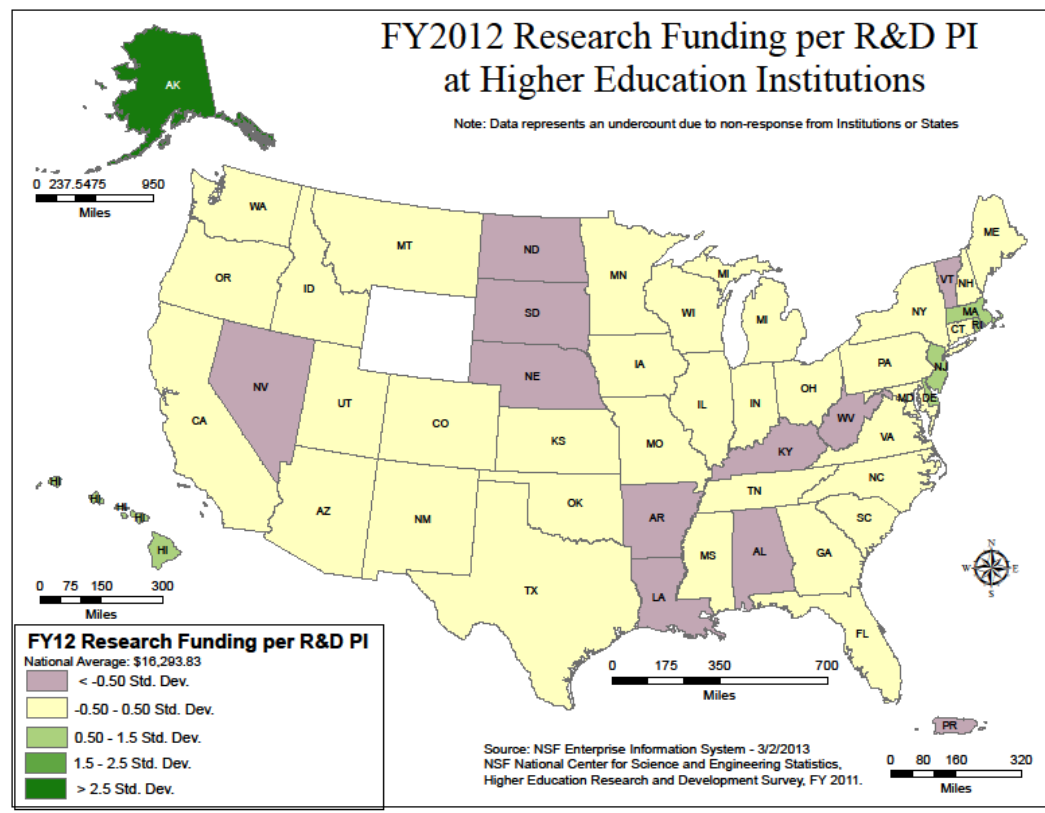 FY2012 Research Funding per R&D PI
at Higher Education Institutions
Note: Data represents an undercount due to non-response from Institutions or States
AK
0 237.5475 950
Miles
WA
MT
ND
ME
OR
ID
MN
MI
VT
NH
SD
WI
MI
NY
MA
CT
RI
NE
IA
PA
NJ
NV
UT
CO
IL
IN
OH
MD
DE
WV
VA
CA
KS
MO
KY
NC
TN
AZ
NM
OK
AR
SC
MS
AL
GA
HI
HI
HI
HI
HI
TX
LA
FL
N
W
E
S
0 75 150 300
Miles
FY12 Research Funding per R&D PI
National Average: $16,293.83
< -0.50 Std. Dev.
-0.50 - 0.50 Std. Dev.
0.50 - 1.5 Std. Dev.
1.5 - 2.5 Std. Dev.
> 2.5 Std. Dev.
0 175 350 700
Miles
PR
Source: NSF Enterprise Information System - 3/2/2013
NSF National Center for Science and Engineering Statistics,
Higher Education Research and Development Survey, FY 2011.
0 80 160 320
Miles